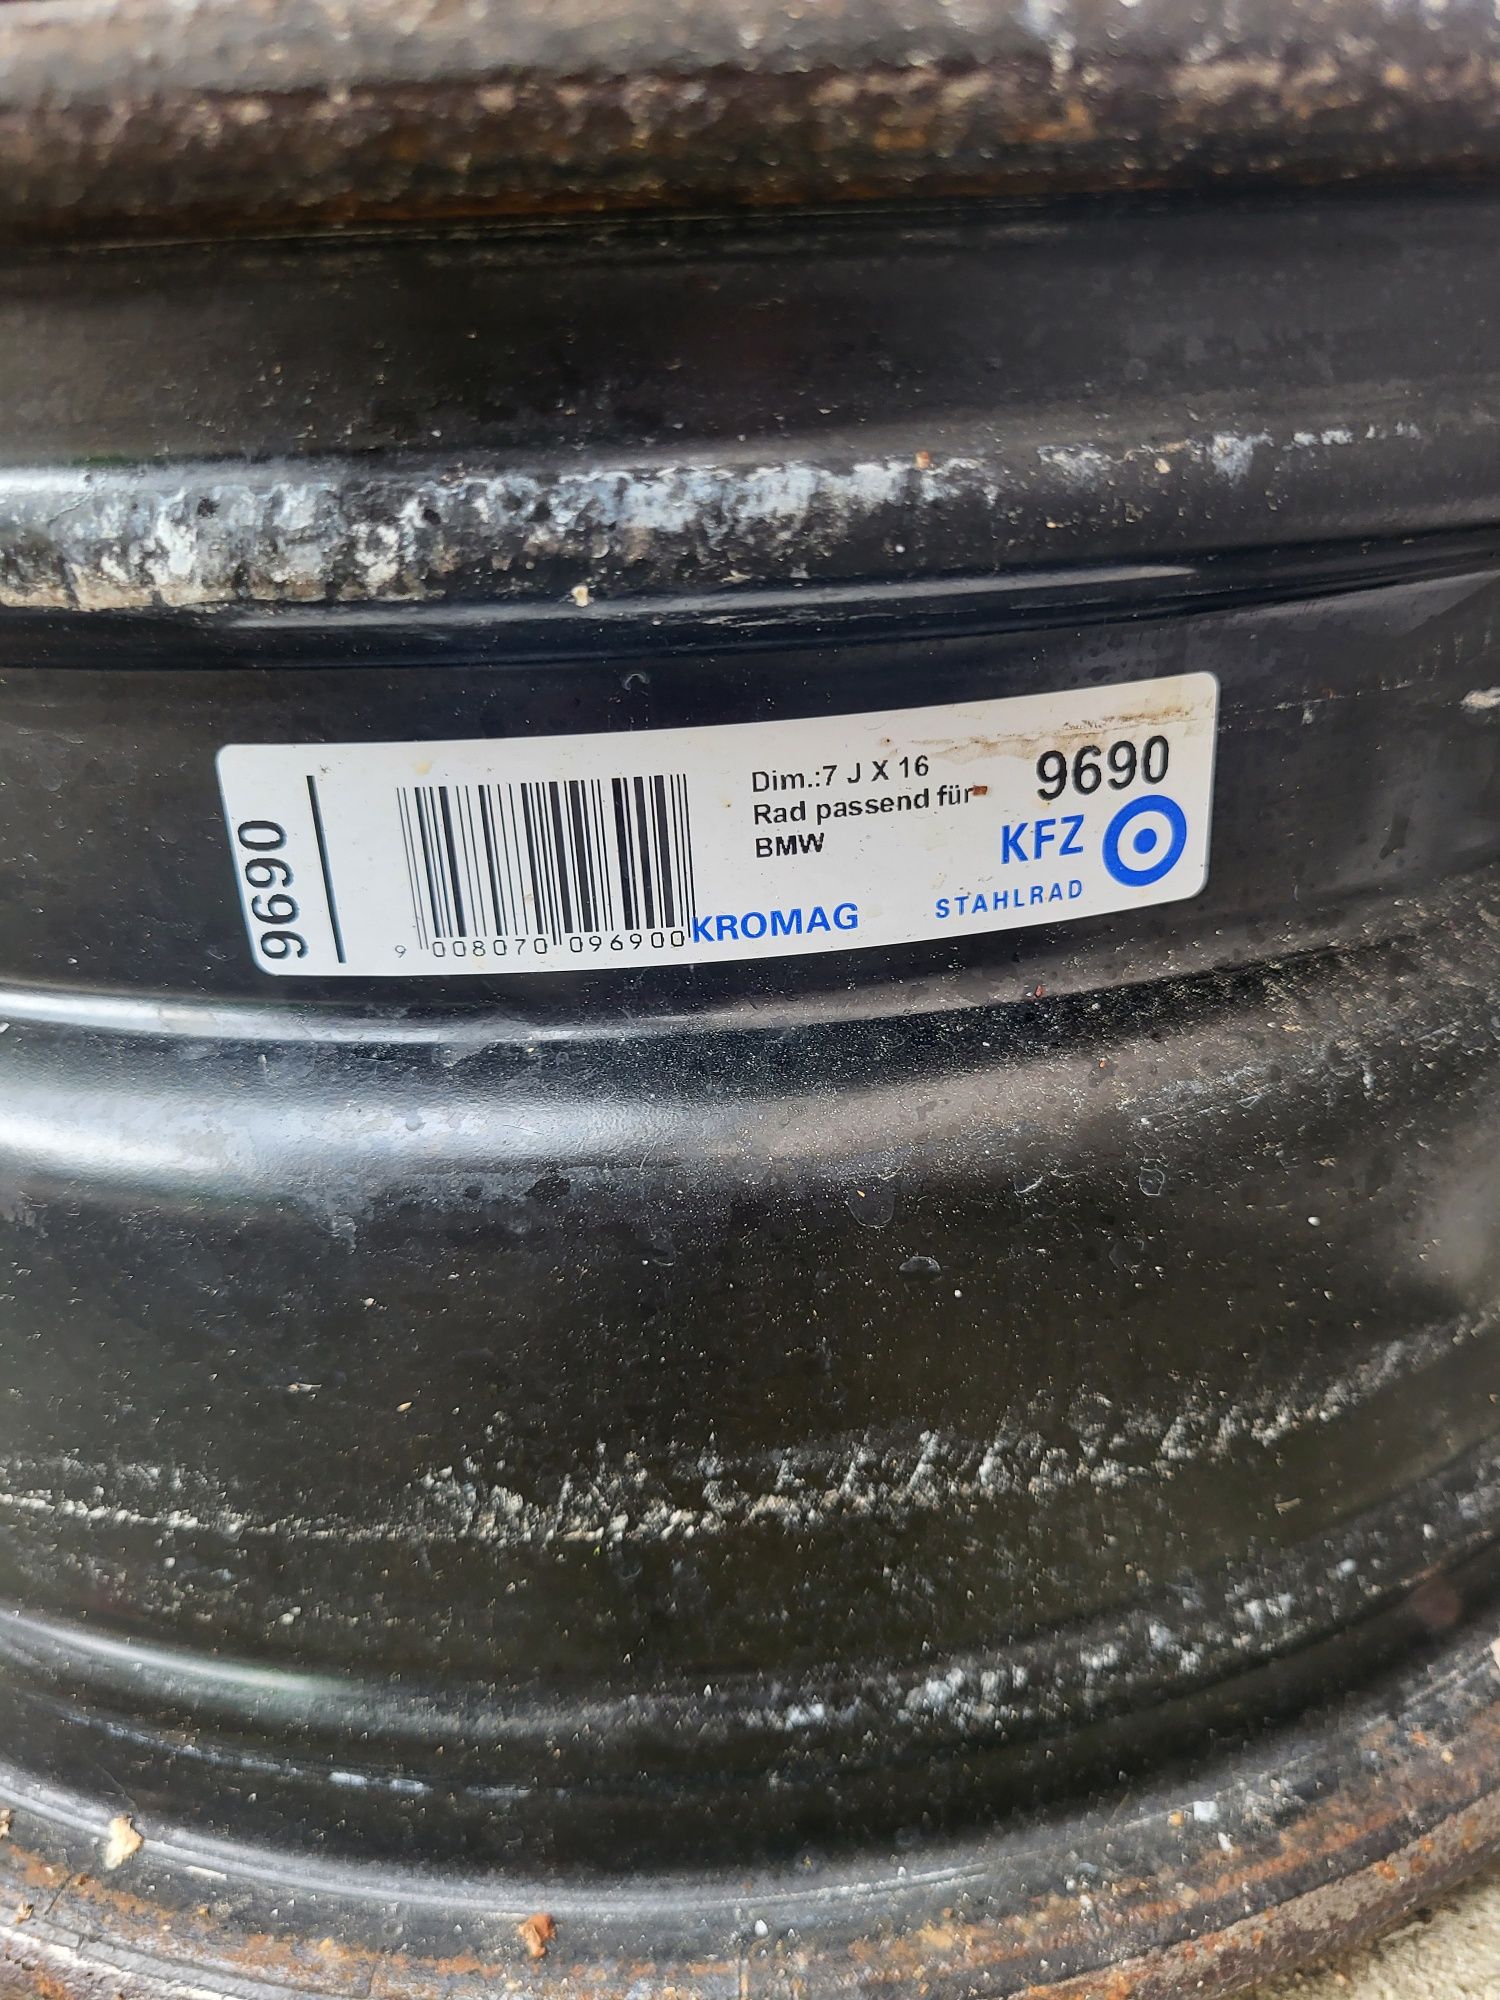 9690
9 008070 096900
Dim.:7 J X 16
Rad passend für
BMW
KROMAG
9690
KFZ
STAHLRAD